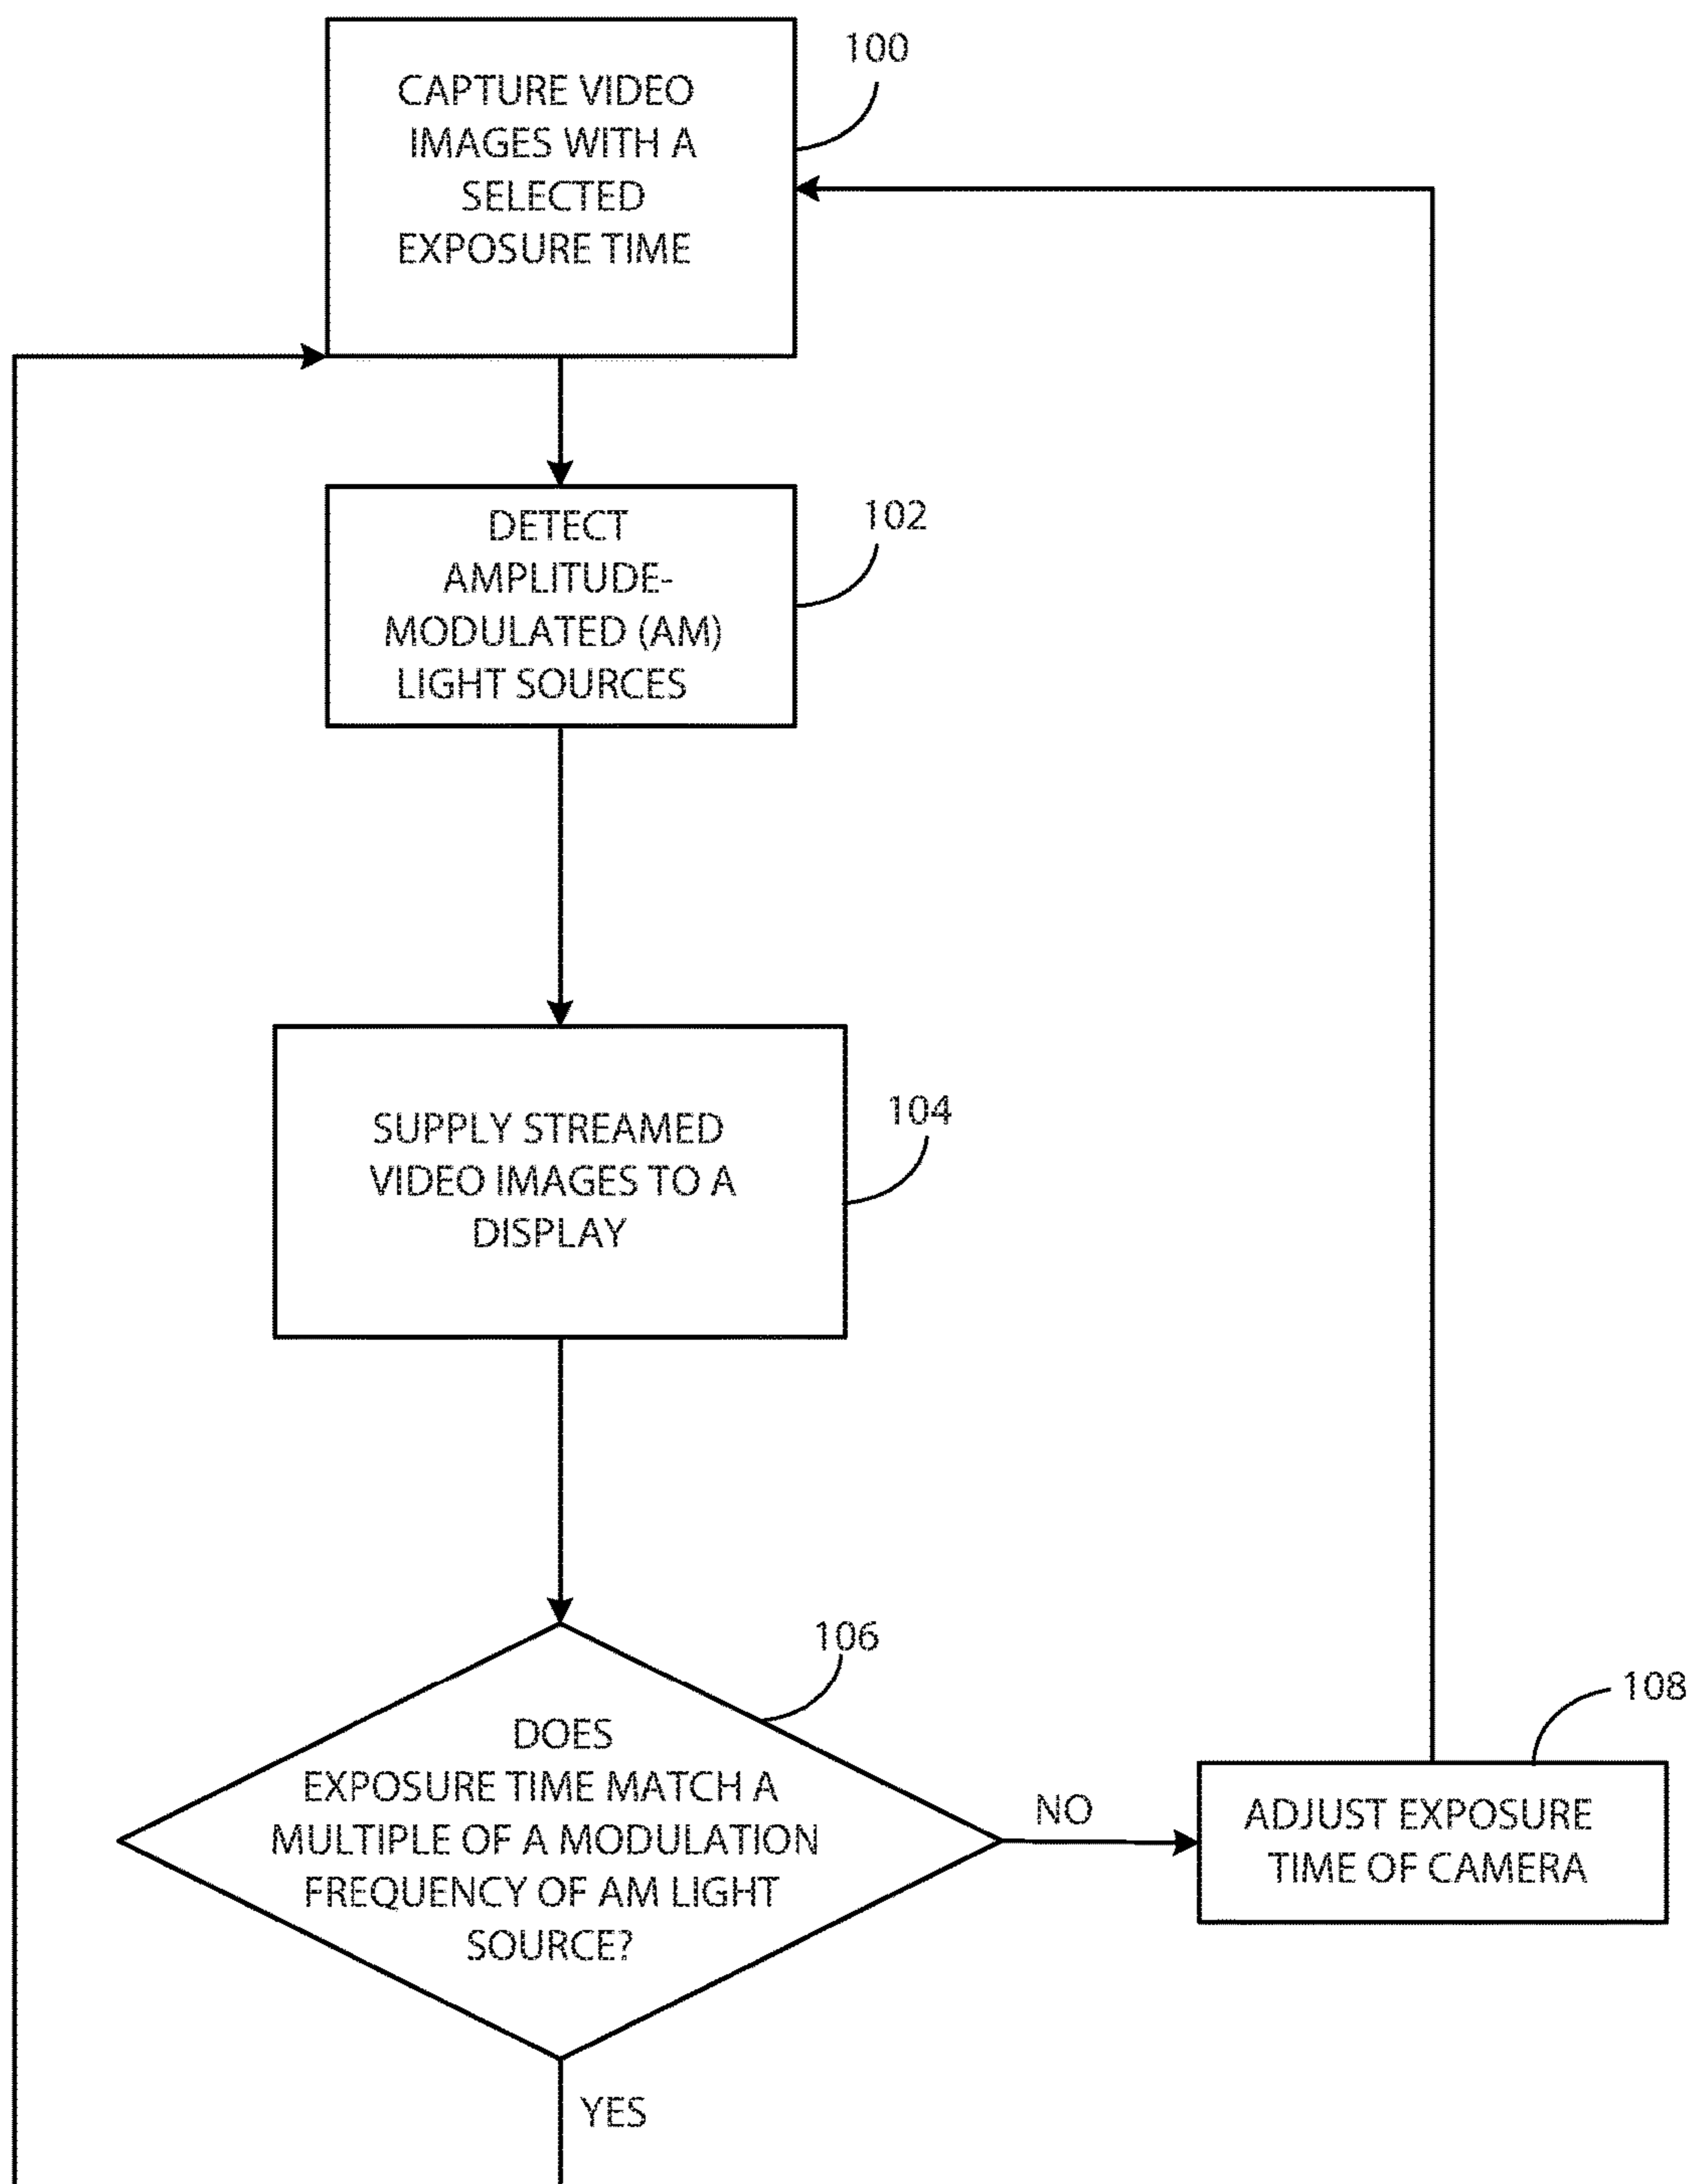 CAPTURE VIDEO
IMAGES WITH A
SELECTED
EXPOSURE TIME
100
DETECT
AMPLITUDE-
MODULATED (AM)
LIGHT SOURCES
102
SUPPLY STREAMED
VIDEO IMAGES TO A
DISPLAY
104
DOES
EXPOSURE TIME MATCH A
MULTIPLE OF A MODULATION
FREQUENCY OF AM LIGHT
SOURCE?
106
NO
ADJUST EXPOSURE
TIME OF CAMERA
108
YES